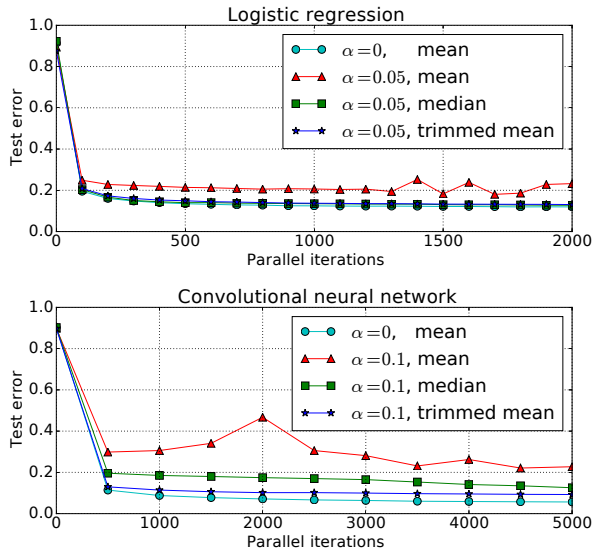 Logistic regression
1.0
0.8
0.6
0.4
0.2
0.0
Test error
α=0, mean
α=0.05, mean
α=0.05, median
α=0.05, trimmed mean
0 500 1000 1500 2000
Parallel iterations
Convolutional neural network
1.0
0.8
0.6
0.4
0.2
0.0
Test error
α=0, mean
α=0.1, mean
α=0.1, median
α=0.1, trimmed mean
0 1000 2000 3000 4000 5000
Parallel iterations